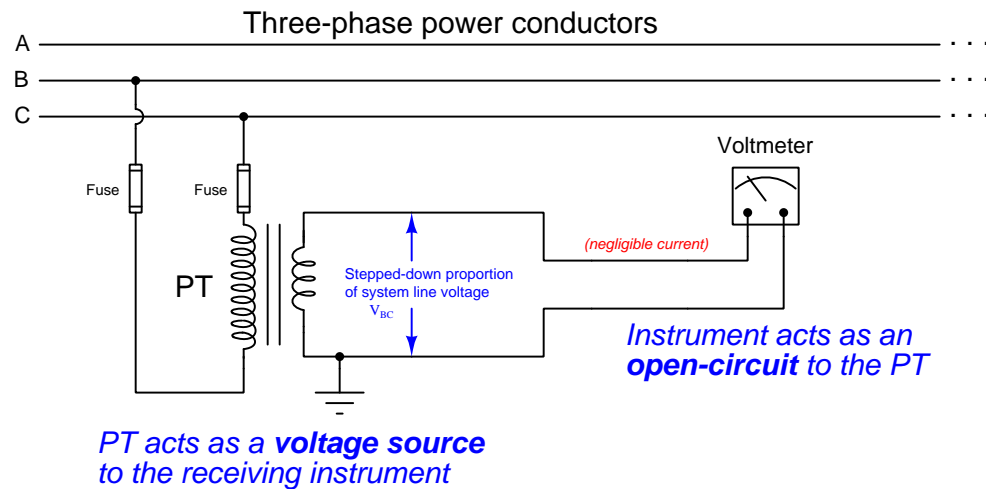 Three-phase power conductors
A
. . .
B
. . .
C
. . .
Voltmeter
Fuse
Fuse
(negligible current)
PT
Stepped-down proportion
of system line voltage
VBC
Instrument acts as an
open-circuit to the PT
PT acts as a voltage source
to the receiving instrument